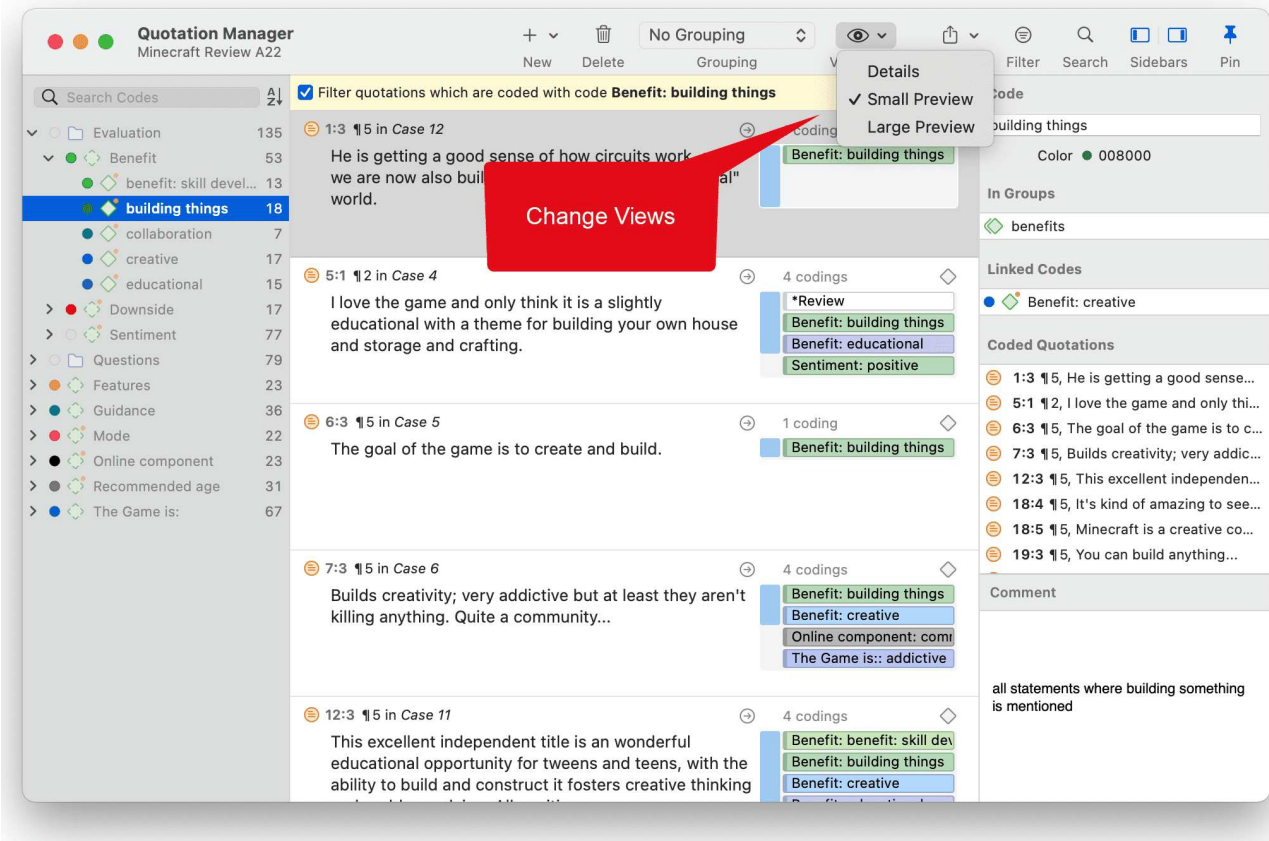 Quotation Manager
Minecraft Review A22
No Grouping
New
Delete
Grouping
V
Filter
Search
Sidebars
Pin
Details
✓ Small Preview
Large Preview
Search Codes
Evaluation 135
Benefit 53
benefit: skill devel... 13
building things 18
collaboration 7
creative 17
educational 15
Downside 17
Sentiment 77
Questions 79
Features 23
Guidance 36
Mode 22
Online component 23
Recommended age 31
The Game is: 67
Filter quotations which are coded with code Benefit: building things
1:3 ¶ 5 in Case 12
He is getting a good sense of how circuits work
we are now also buil al"
world.
coding
Benefit: building things
Change Views
5:1 ¶ 2 in Case 4
I love the game and only think it is a slightly
educational with a theme for building your own house
and storage and crafting.
4 codings
*Review
Benefit: building things
Benefit: educational
Sentiment: positive
6:3 ¶ 5 in Case 5
The goal of the game is to create and build.
1 coding
Benefit: building things
7:3 ¶ 5 in Case 6
Builds creativity; very addictive but at least they aren't
killing anything. Quite a community...
4 codings
Benefit: building things
Benefit: creative
Online component: comm
The Game is:: addictive
12:3 ¶ 5 in Case 11
This excellent independent title is an wonderful
educational opportunity for tweens and teens, with the
ability to build and construct it fosters creative thinking
4 codings
Benefit: benefit: skill dev
Benefit: building things
Benefit: creative
Code
building things
Color 008000
In Groups
benefits
Linked Codes
Benefit: creative
Coded Quotations
1:3 ¶ 5, He is getting a good sense...
5:1 ¶ 2, I love the game and only thi...
6:3 ¶ 5, The goal of the game is to c...
7:3 ¶ 5, Builds creativity; very addic...
12:3 ¶ 5, This excellent independen...
18:4 ¶ 5, It's kind of amazing to see...
18:5 ¶ 5, Minecraft is a creative co...
19:3 ¶ 5, You can build anything...
Comment
all statements where building something
is mentioned